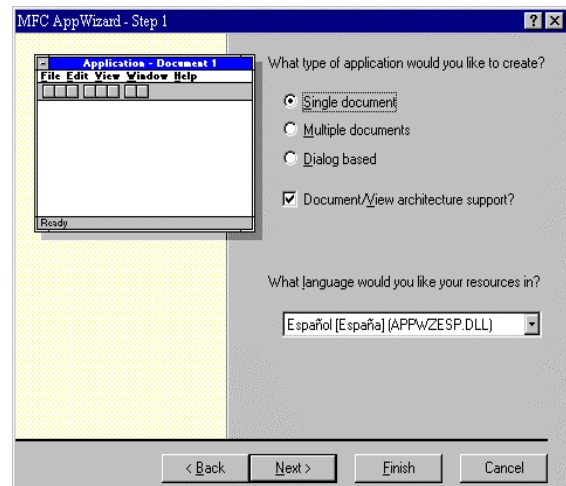 MFC AppWizard - Step 1
Application - Document 1
File Edit View Window Help
Ready
What type of application would you like to create?
Single document
Multiple documents
Dialog based
Document/View architecture support?
What language would you like your resources in?
Español [España] (APPWZESP.DLL)
< Back Next > Finish Cancel